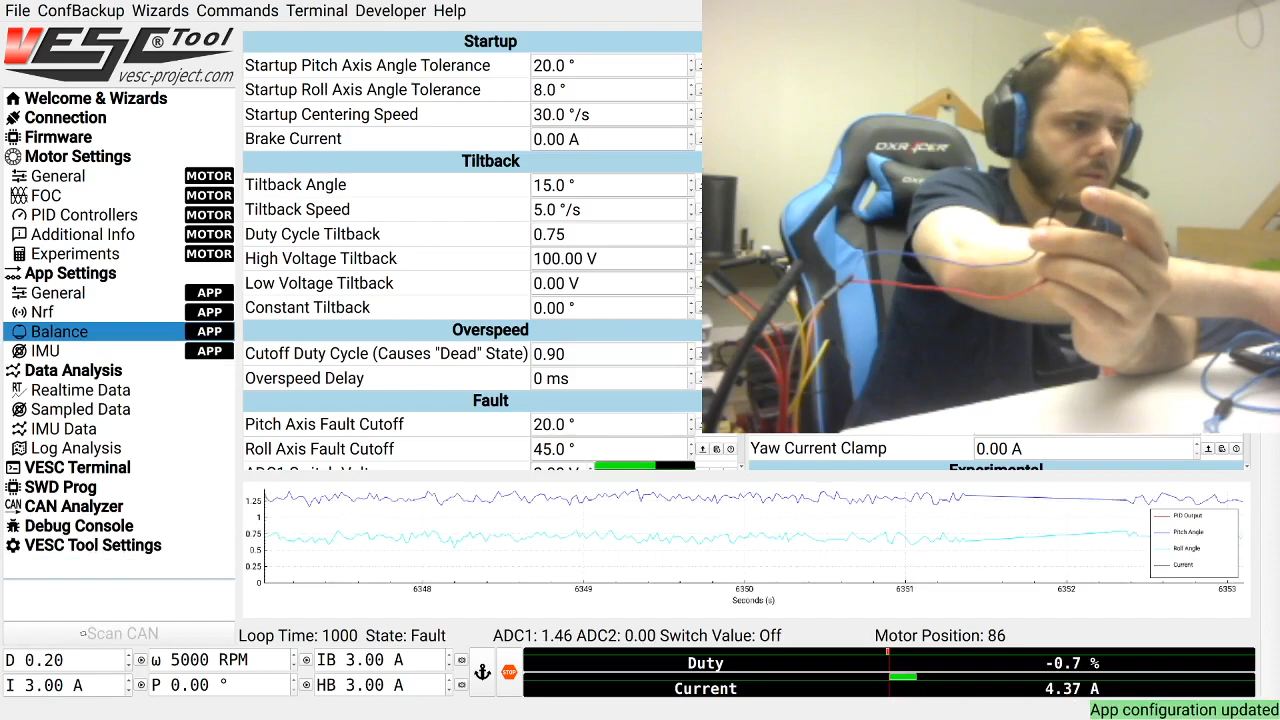 File ConfBackup Wizards Commands Terminal Developer Help
VESC® Tool
vesc-project.com
Welcome & Wizards
Connection
Firmware
Motor Settings
General MOTOR
FOC MOTOR
PID Controllers MOTOR
Additional Info MOTOR
Experiments MOTOR
App Settings
General APP
Nrf APP
Balance APP
IMU APP
Data Analysis
RT Realtime Data
Sampled Data
IMU Data
Log Analysis
VESC Terminal
SWD Prog
CAN CAN Analyzer
Debug Console
VESC Tool Settings
Scan CAN
Startup
Startup Pitch Axis Angle Tolerance 20.0 °
Startup Roll Axis Angle Tolerance 8.0 °
Startup Centering Speed 30.0 °/s
Brake Current 0.00 A
Tiltback
Tiltback Angle 15.0 °
Tiltback Speed 5.0 °/s
Duty Cycle Tiltback 0.75
High Voltage Tiltback 100.00 V
Low Voltage Tiltback 0.00 V
Constant Tiltback 0.00 °
Overspeed
Cutoff Duty Cycle (Causes "Dead" State) 0.90
Overspeed Delay 0 ms
Fault
Pitch Axis Fault Cutoff 20.0 °
Roll Axis Fault Cutoff 45.0 °
DXRACER
Yaw Current Clamp 0.00 A
Experimental
1.25
1
0.75
0.5
0.25
0
6348 6349 6350 6351 6352 6353
Seconds (s)
PID Output
Pitch Angle
Roll Angle
Current
Loop Time: 1000 State: Fault ADC1: 1.46 ADC2: 0.00 Switch Value: Off Motor Position: 86
D 0.20 ω 5000 RPM IB 3.00 A
I 3.00 A P 0.00 ° HB 3.00 A
STOP
Duty -0.7 %
Current 4.37 A
App configuration updated